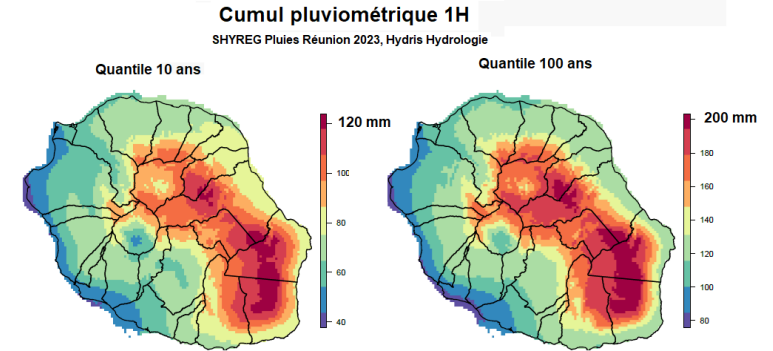 Cumul pluviométrique 1H
SHYREG Pluies Réunion 2023, Hydris Hydrologie
Quantile 10 ans
120 mm
100
80
60
40
Quantile 100 ans
200 mm
180
160
140
120
100
80